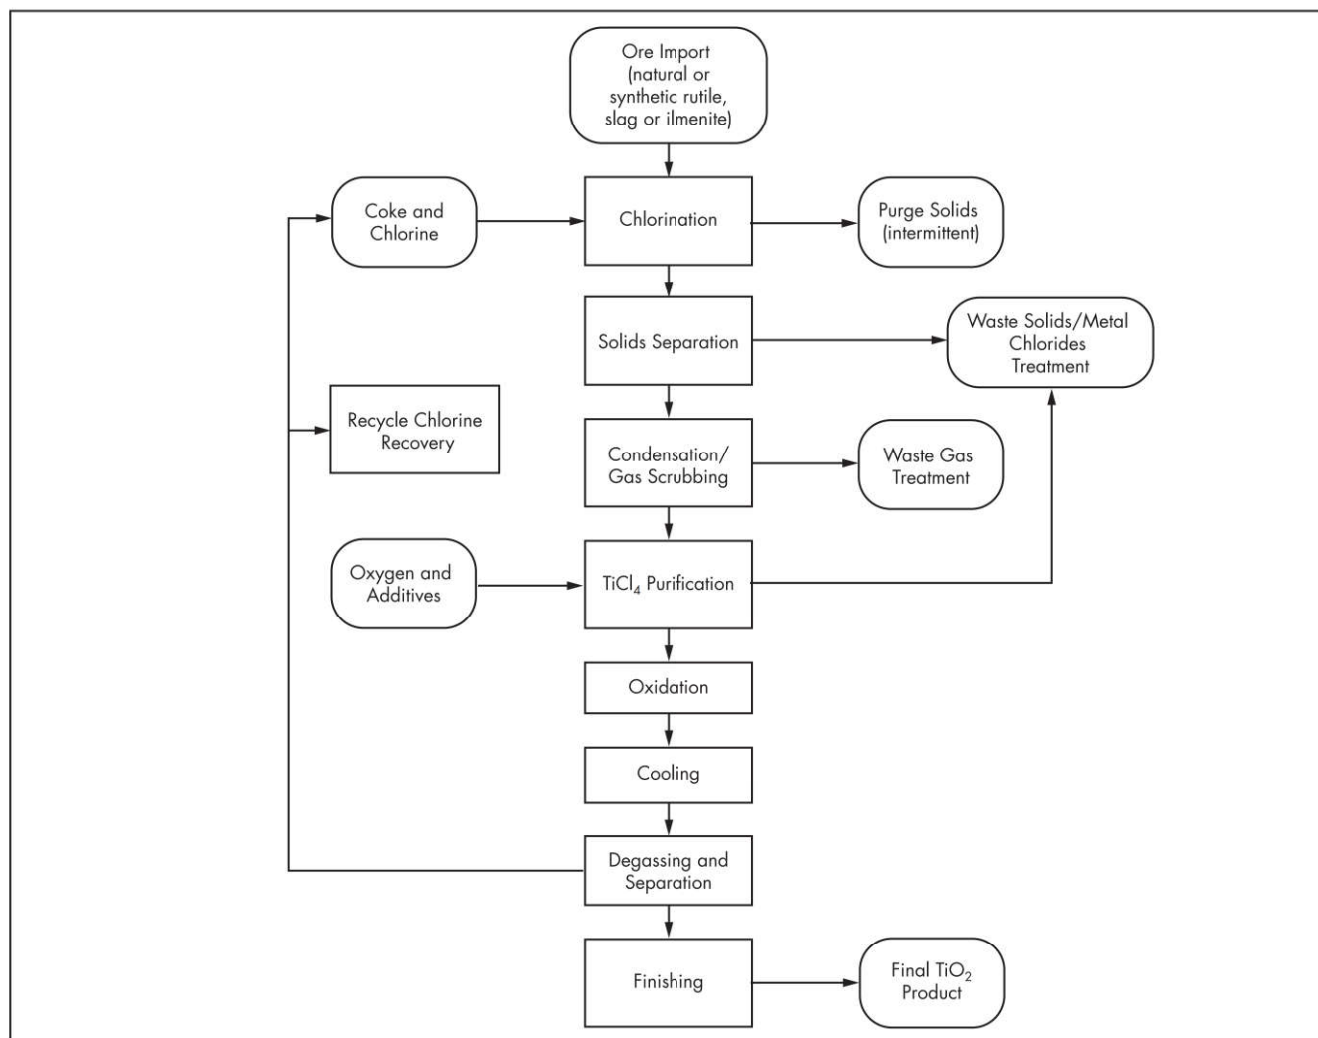 Ore Import
(natural or
synthetic rutile,
slag or ilmenite)
Coke and
Chlorine
Chlorination
Purge Solids
(intermittent)
Solids Separation
Waste Solids/Metal
Chlorides
Treatment
Recycle Chlorine
Recovery
Condensation/
Gas Scrubbing
Waste Gas
Treatment
Oxygen and
Additives
TiCl₄ Purification
Oxidation
Cooling
Degassing and
Separation
Finishing
Final TiO₂
Product